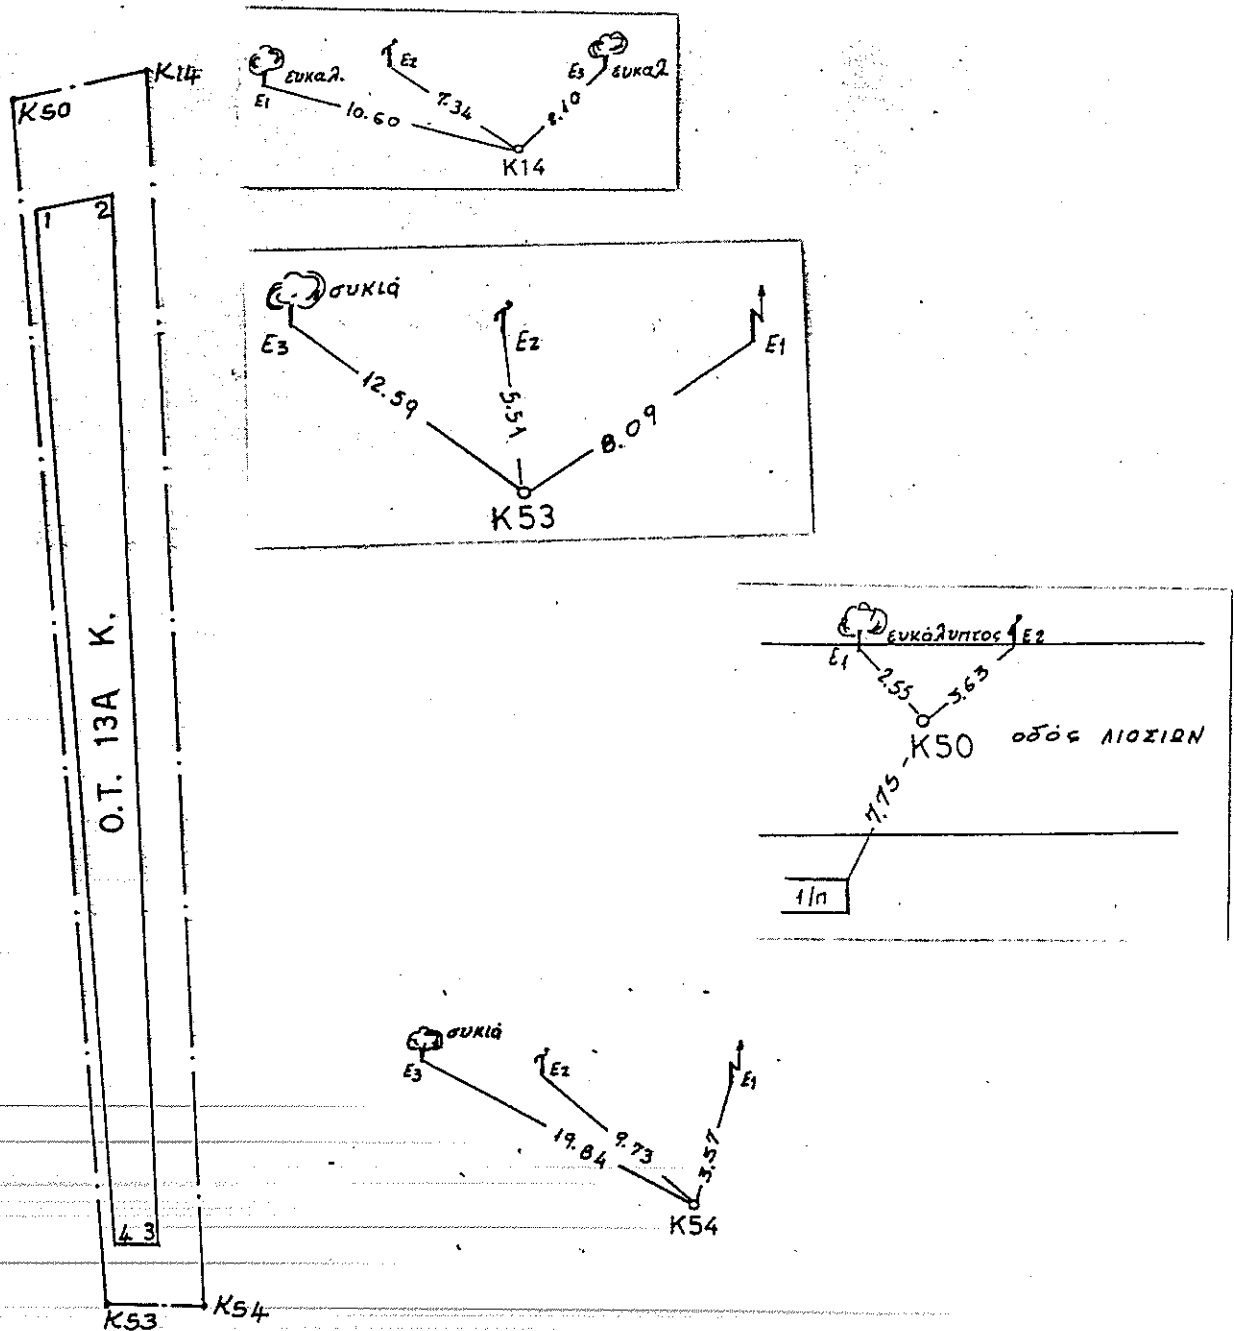 K14
K50
1 2
O.T. 13A K.
4 3
K53
K54
ευκαλ.
E1
E2
E3
ευκαλ
10.60
7.34
K14
συκιά
E3
E2
E1
12.59
5.51
8.09
K53
ευκάλυπτος
E1
E2
2.55
3.63
K50
οδός ΛΙΟΣΙΩΝ
7.75
1/π
συκιά
E3
E2
E1
19.84
9.73
3.57
K54